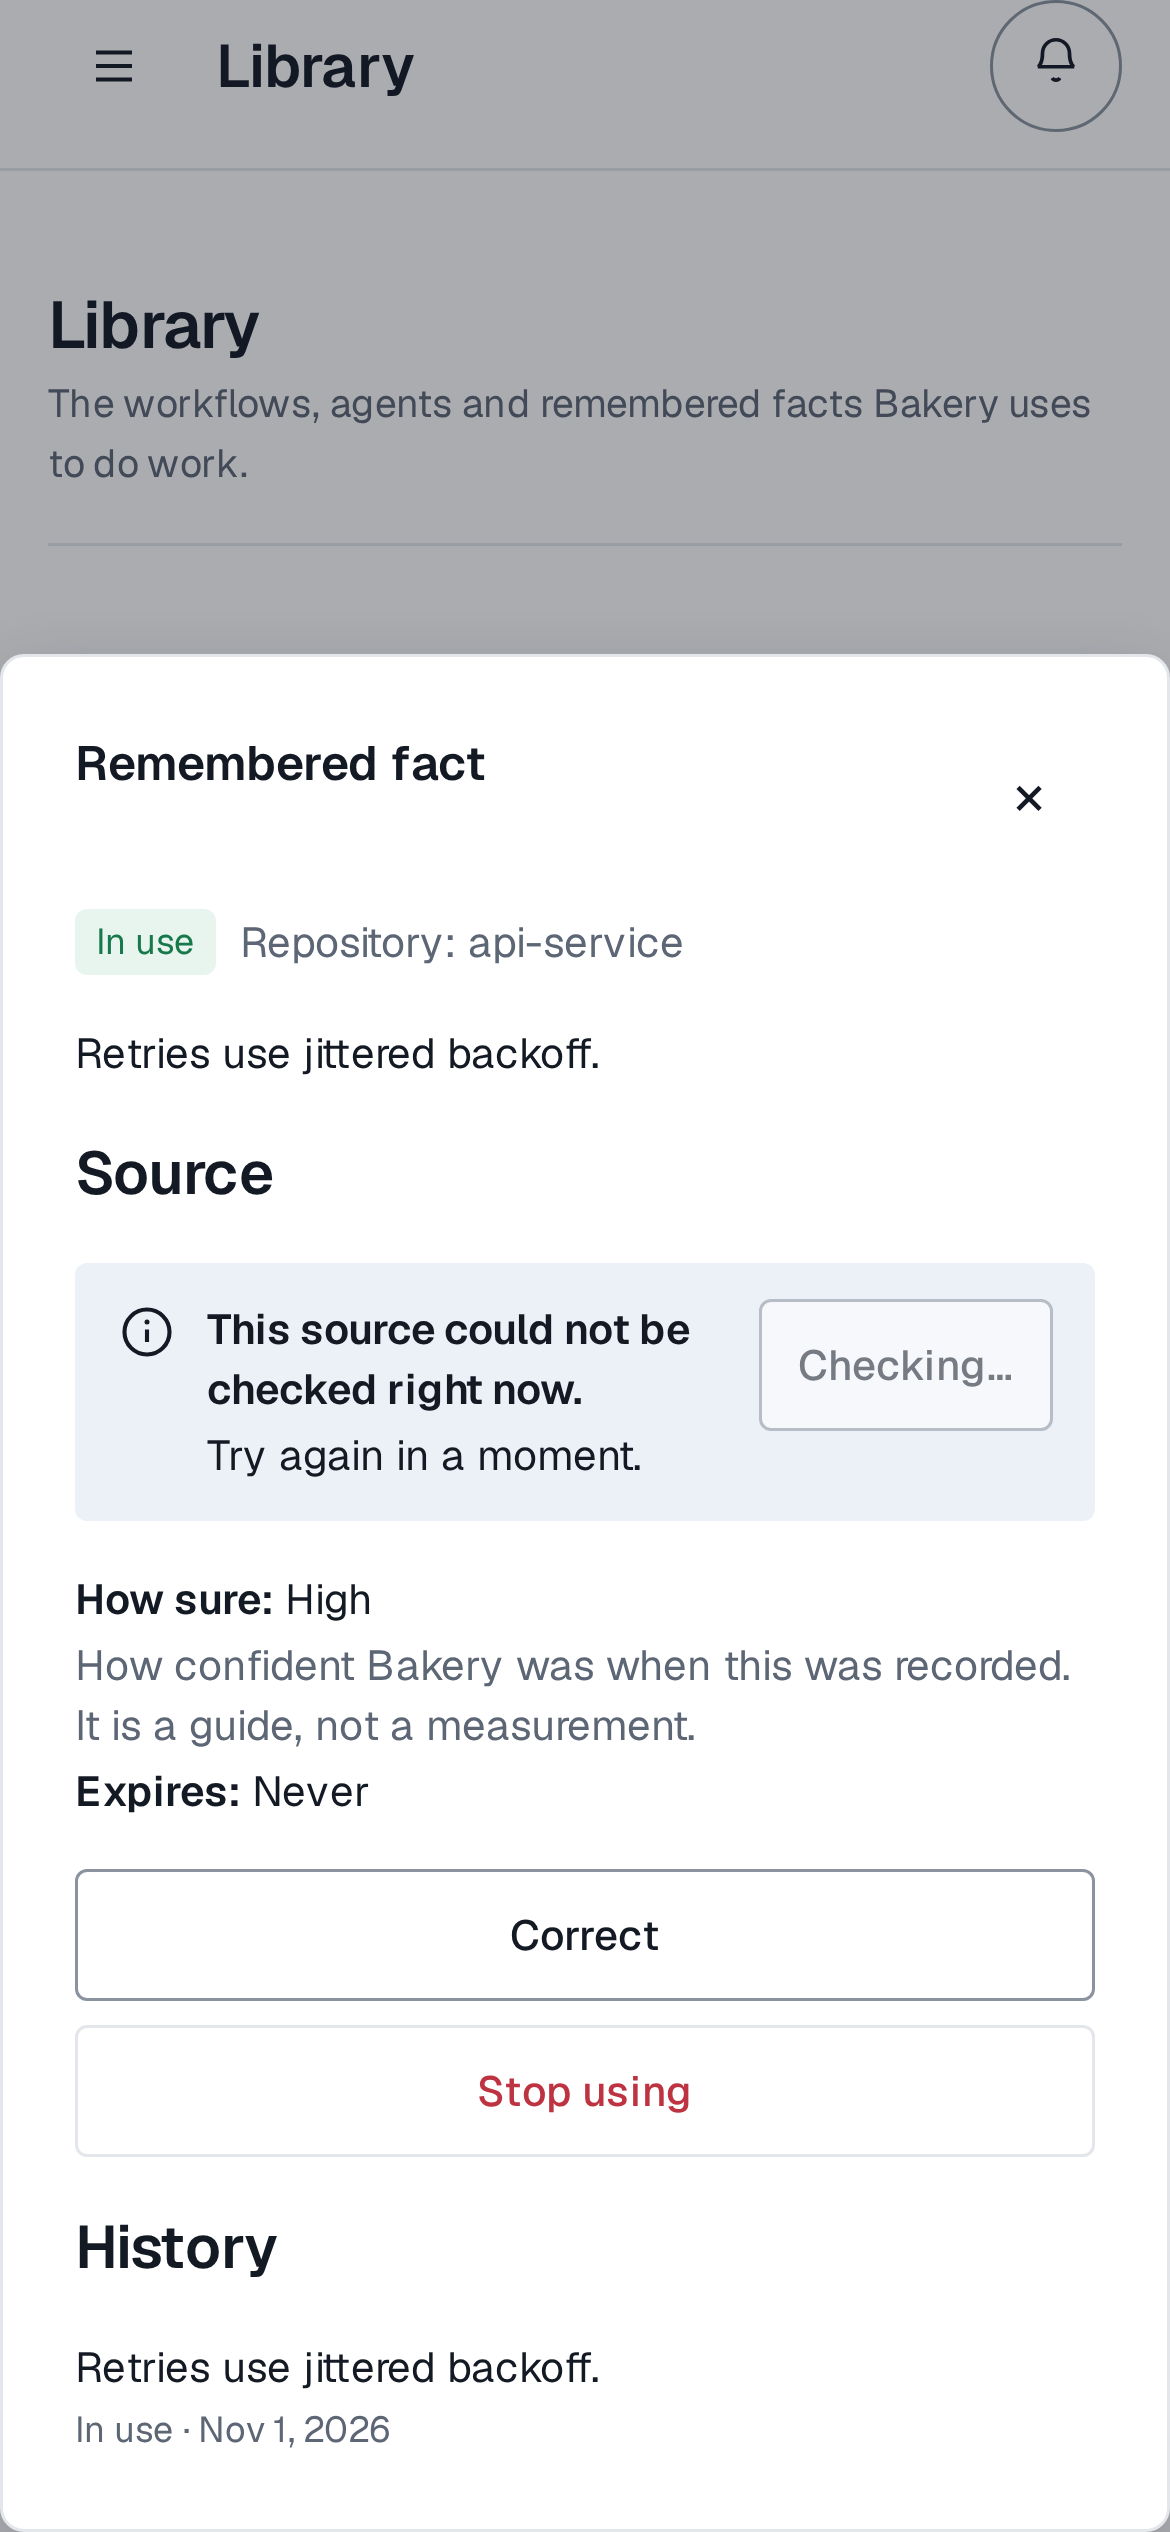 Library
Library
The workflows, agents and remembered facts Bakery uses
to do work.
Remembered fact
In use
Repository: api-service
Retries use jittered backoff.
Source
This source could not be
checked right now.
Try again in a moment.
Checking…
How sure: High
How confident Bakery was when this was recorded.
It is a guide, not a measurement.
Expires: Never
Correct
Stop using
History
Retries use jittered backoff.
In use · Nov 1, 2026